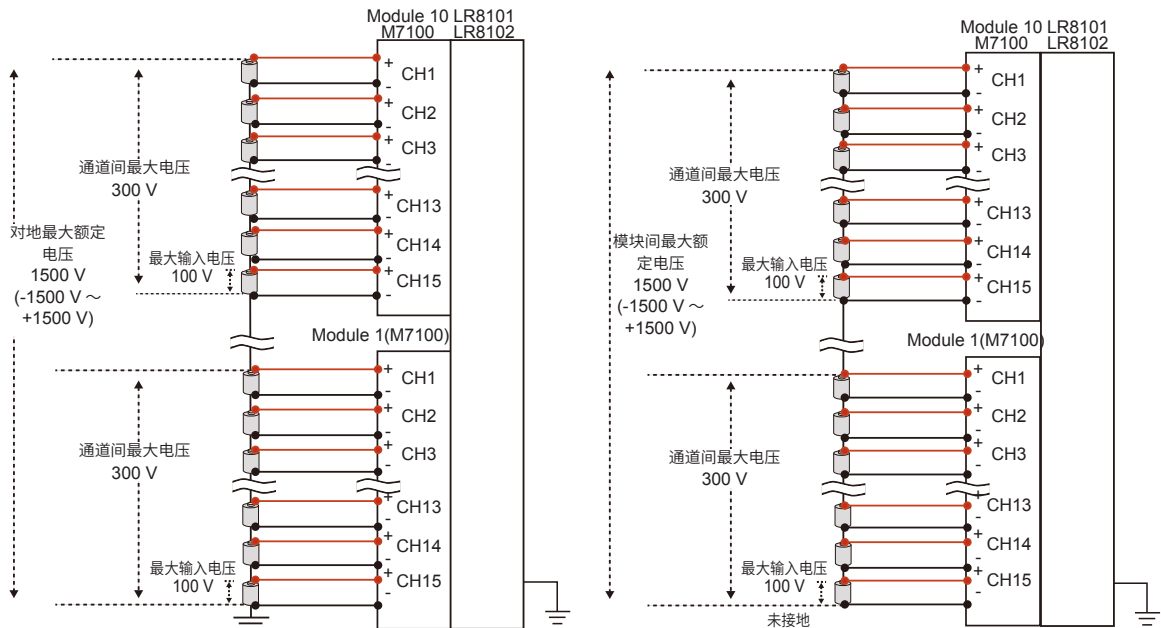 Module 10 LR8101
M7100 LR8102
+
CH1
-
+
CH2
-
+
CH3
-
通道间最大电压
300 V
+
CH13
-
对地最大额定
电压
1500 V
(-1500 V ～
+1500 V)
+
CH14
-
最大输入电压
100 V
+
CH15
-
Module 1(M7100)
+
CH1
-
+
CH2
-
+
CH3
-
通道间最大电压
300 V
+
CH13
-
+
CH14
-
最大输入电压
100 V
+
CH15
-
Module 10 LR8101
M7100 LR8102
+
CH1
-
+
CH2
-
+
CH3
-
通道间最大电压
300 V
+
CH13
-
模块间最大额
定电压
1500 V
(-1500 V ～
+1500 V)
+
CH14
-
最大输入电压
100 V
+
CH15
-
Module 1(M7100)
+
CH1
-
+
CH2
-
+
CH3
-
通道间最大电压
300 V
+
CH13
-
+
CH14
-
最大输入电压
100 V
+
CH15
-
未接地